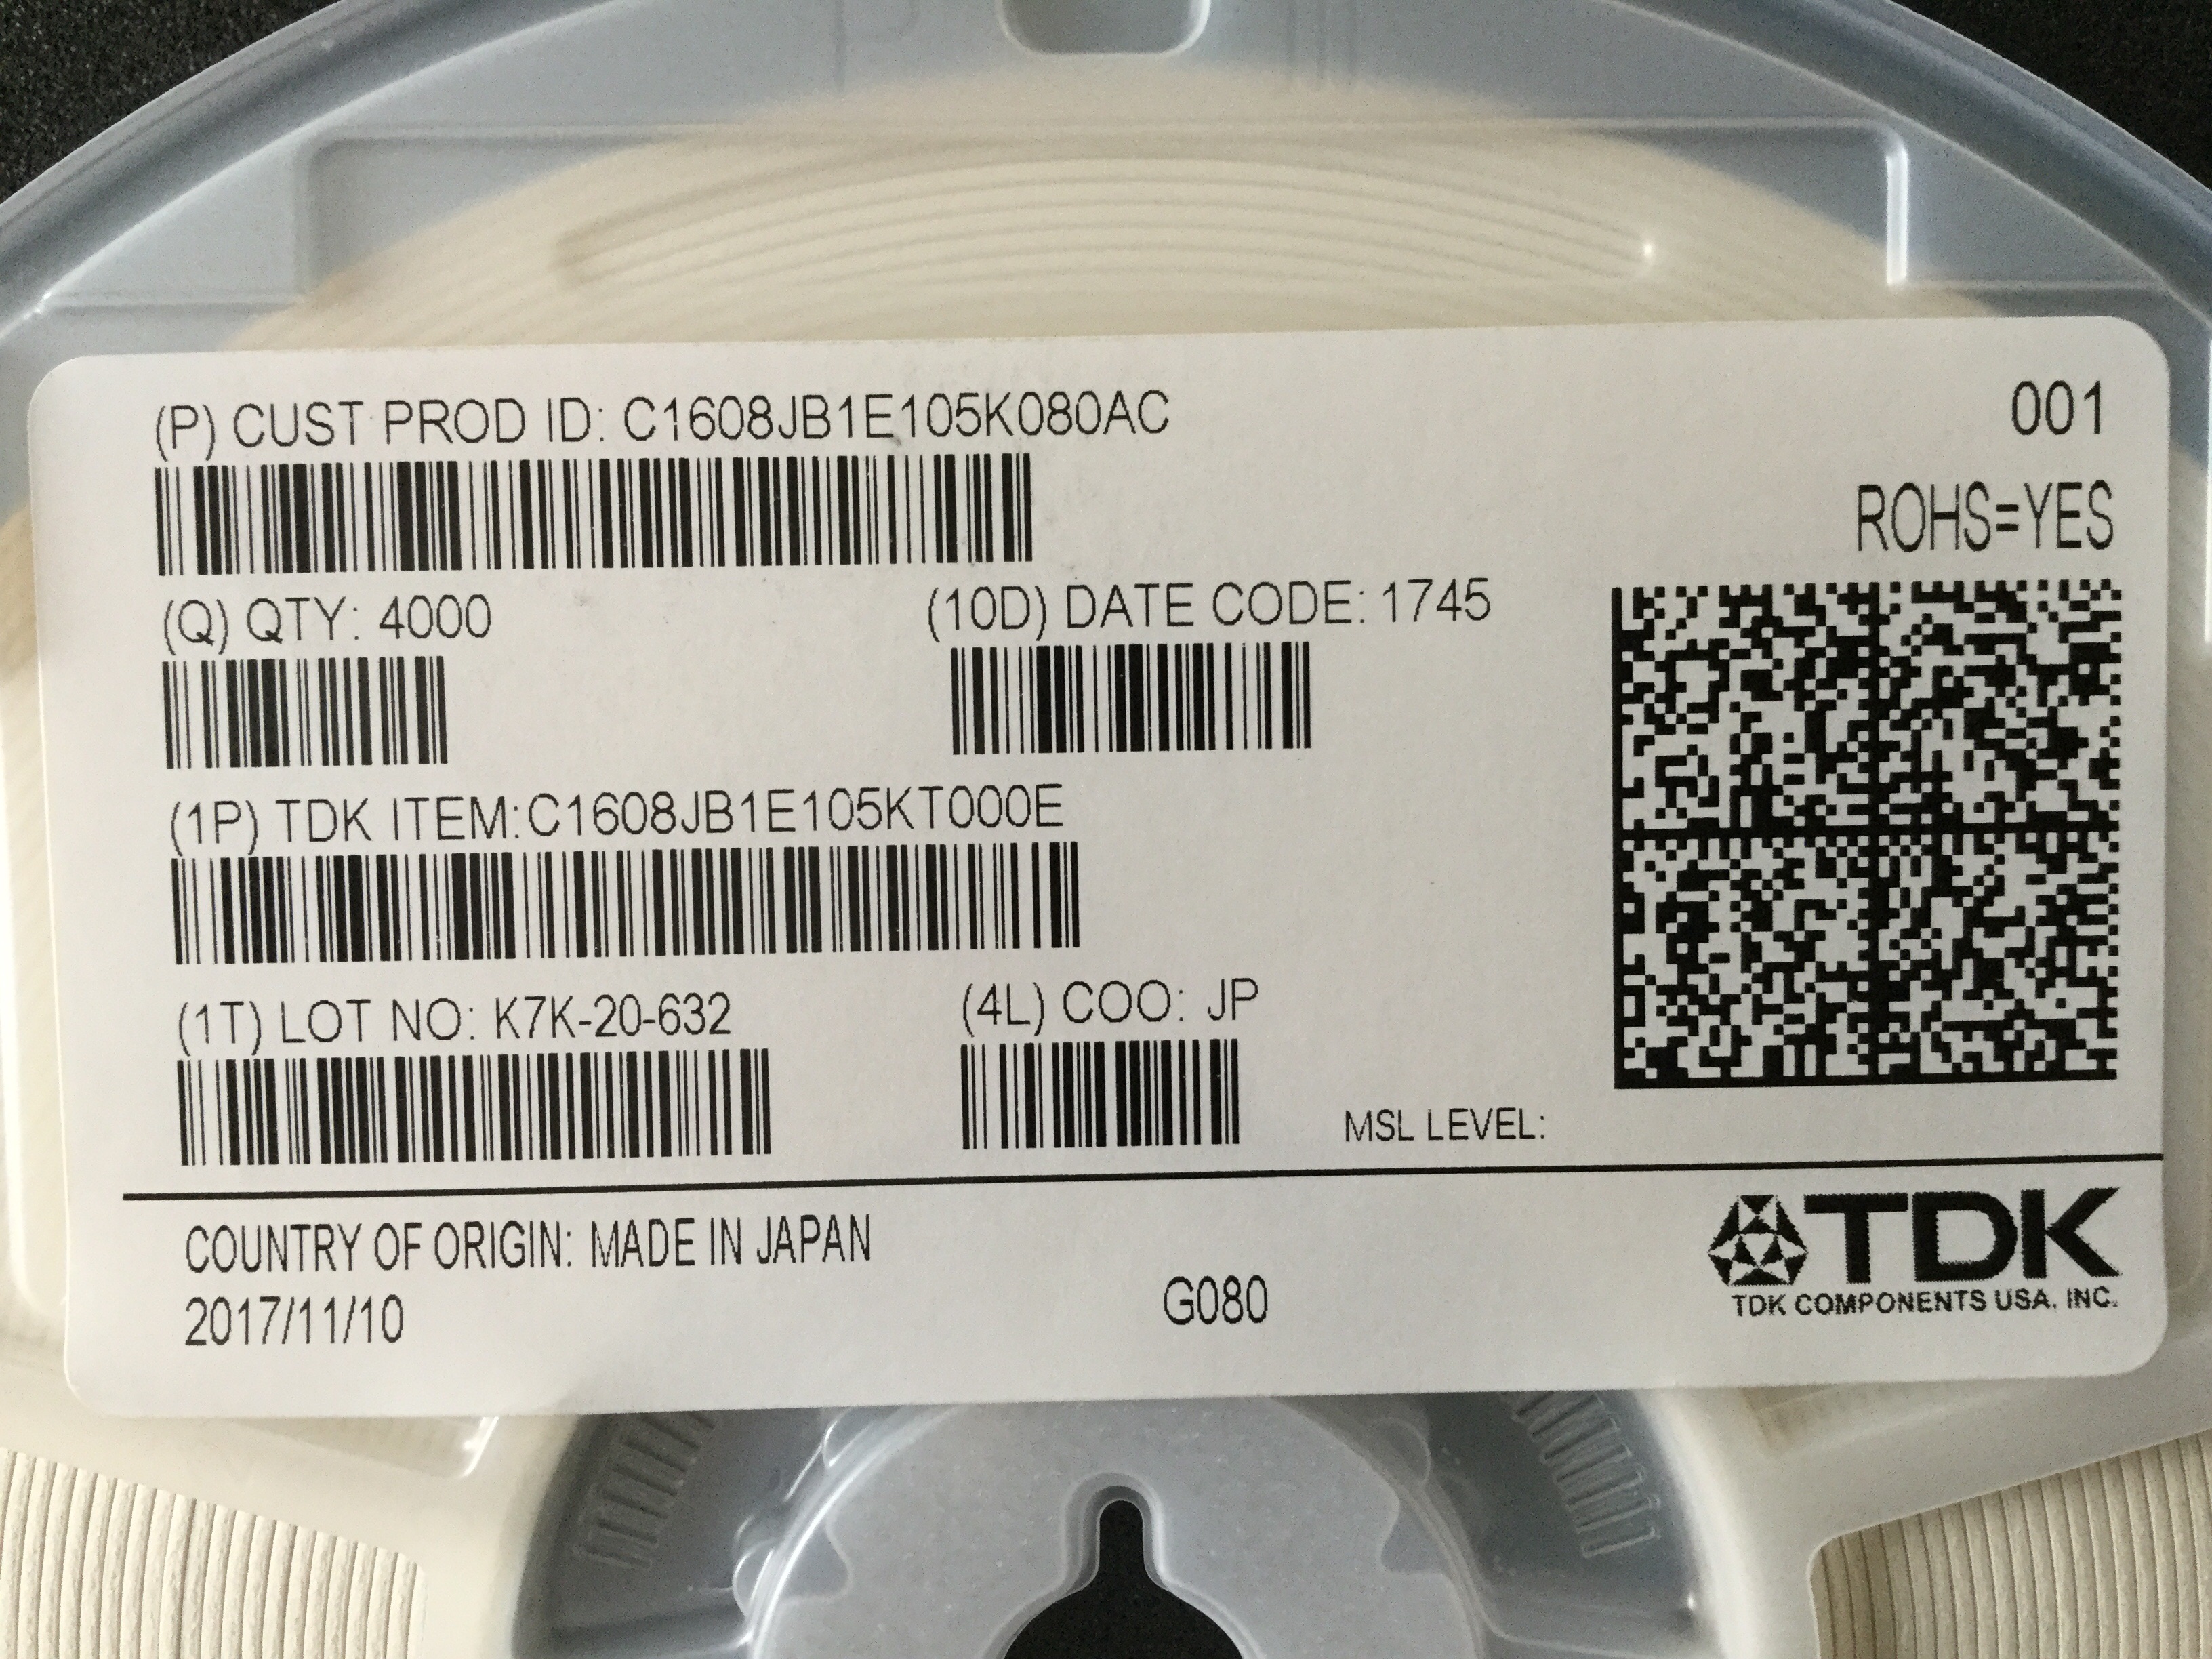 (P) CUST PROD ID: C1608JB1E105K080AC
001
ROHS=YES
(Q) QTY: 4000
(10D) DATE CODE: 1745
(1P) TDK ITEM:C1608JB1E105KT000E
(1T) LOT NO: K7K-20-632
(4L) COO: JP
MSL LEVEL:
COUNTRY OF ORIGIN: MADE IN JAPAN
2017/11/10
G080
TDK
TDK COMPONENTS USA. INC.